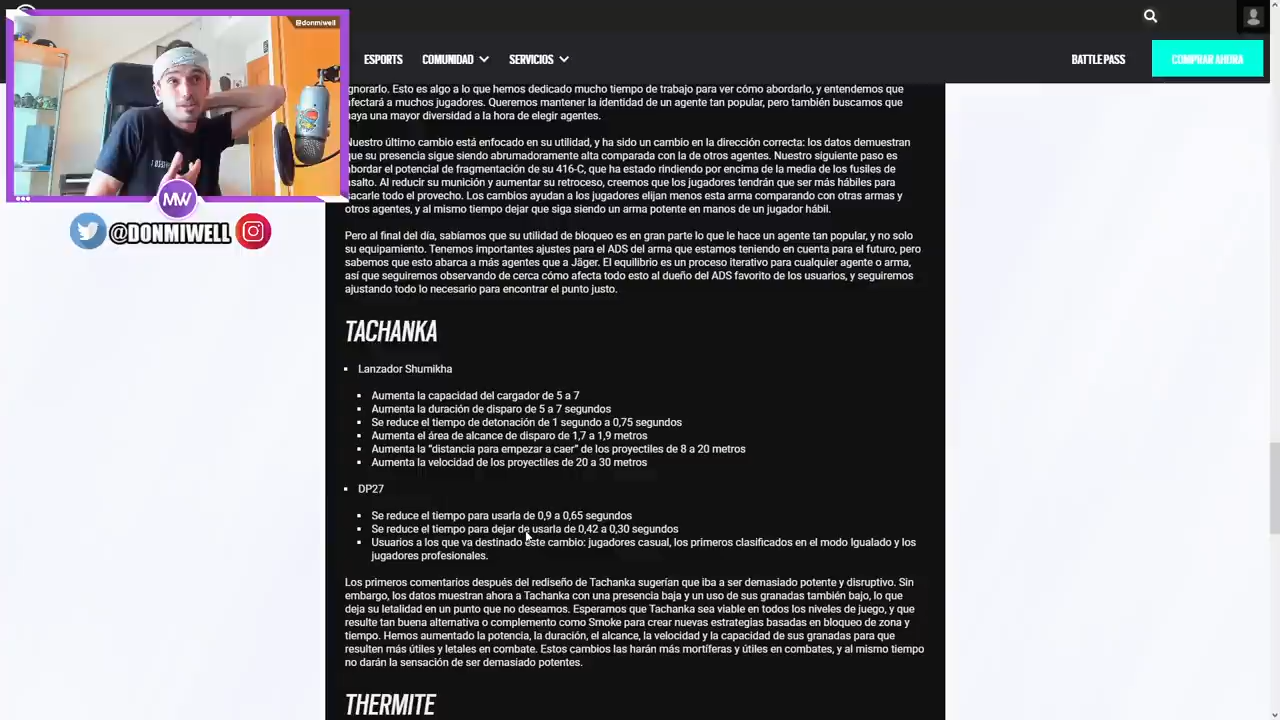 @donmiwell
ESPORTS
COMUNIDAD
SERVICIOS
BATTLE PASS
COMPRAR AHORA
MW
@DONMIWELL
gnorarlo. Esto es algo a lo que hemos dedicado mucho tiempo de trabajo para ver cómo abordarlo, y entendemos que
afectará a muchos jugadores. Queremos mantener la identidad de un agente tan popular, pero también buscamos que
haya una mayor diversidad a la hora de elegir agentes.
Nuestro último cambio está enfocado en su utilidad, y ha sido un cambio en la dirección correcta: los datos demuestran
que su presencia sigue siendo abrumadoramente alta comparada con la de otros agentes. Nuestro siguiente paso es
abordar el potencial de fragmentación de su 416-C, que ha estado rindiendo por encima de la media de los fusiles de
asalto. Al reducir su munición y aumentar su retroceso, creemos que los jugadores tendrán que ser más hábiles para
sacarle todo el provecho. Los cambios ayudan a los jugadores elijan menos esta arma comparando con otras armas y
otros agentes, y al mismo tiempo dejar que siga siendo un arma potente en manos de un jugador hábil.
Pero al final del día, sabíamos que su utilidad de bloqueo es en gran parte lo que le hace un agente tan popular, y no solo
su equipamiento. Tenemos importantes ajustes para el ADS del arma que estamos teniendo en cuenta para el futuro, pero
sabemos que esto abarca a más agentes que a Jäger. El equilibrio es un proceso iterativo para cualquier agente o arma,
así que seguiremos observando de cerca cómo afecta todo esto al dueño del ADS favorito de los usuarios, y seguiremos
ajustando todo lo necesario para encontrar el punto justo.
TACHANKA
Lanzador Shumikha
Aumenta la capacidad del cargador de 5 a 7
Aumenta la duración de disparo de 5 a 7 segundos
Se reduce el tiempo de detonación de 1 segundo a 0,75 segundos
Aumenta el área de alcance de disparo de 1,7 a 1,9 metros
Aumenta la "distancia para empezar a caer" de los proyectiles de 8 a 20 metros
Aumenta la velocidad de los proyectiles de 20 a 30 metros
DP27
Se reduce el tiempo para usarla de 0,9 a 0,65 segundos
Se reduce el tiempo para dejar de usarla de 0,42 a 0,30 segundos
Usuarios a los que va destinado este cambio: jugadores casual, los primeros clasificados en el modo Igualado y los
jugadores profesionales.
Los primeros comentarios después del rediseño de Tachanka sugerían que iba a ser demasiado potente y disruptivo. Sin
embargo, los datos muestran ahora a Tachanka con una presencia baja y un uso de sus granadas también bajo, lo que
deja su letalidad en un punto que no deseamos. Esperamos que Tachanka sea viable en todos los niveles de juego, y que
resulte tan buena alternativa o complemento como Smoke para crear nuevas estrategias basadas en bloqueo de zona y
tiempo. Hemos aumentado la potencia, la duración, el alcance, la velocidad y la capacidad de sus granadas para que
resulten más útiles y letales en combate. Estos cambios las harán más mortíferas y útiles en combates, y al mismo tiempo
no darán la sensación de ser demasiado potentes.
THERMITE